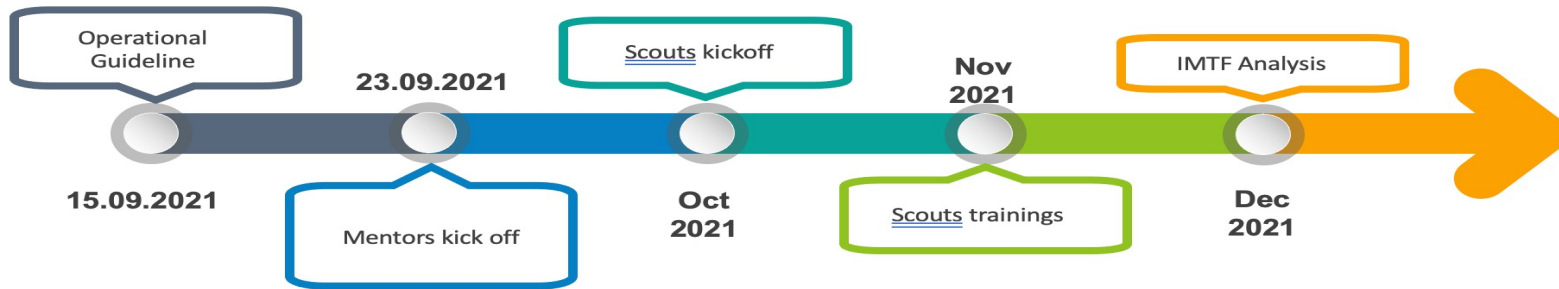 Operational
Guideline
15.09.2021
23.09.2021
Mentors kick off
Scouts kickoff
Oct
2021
Nov
2021
Scouts trainings
IMTF Analysis
Dec
2021